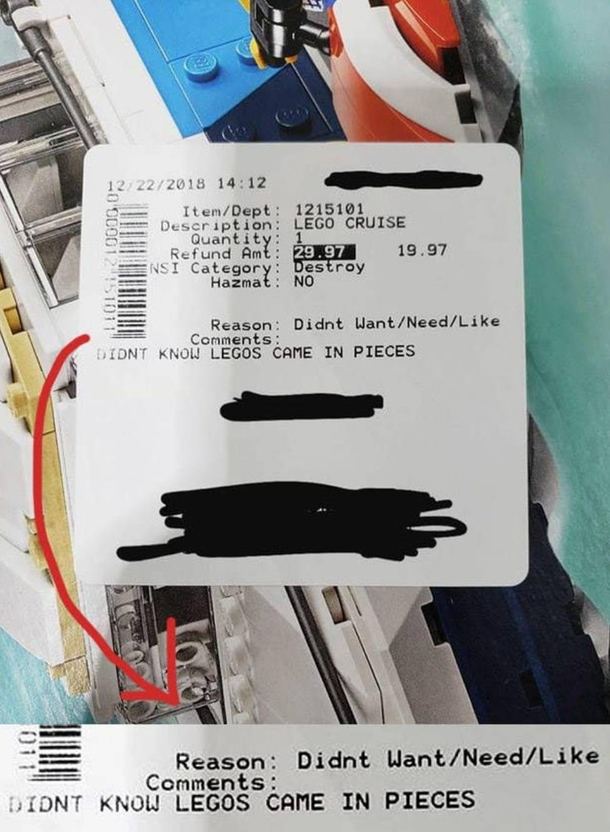 12/22/2018 14:12
Item/Dept: 1215101
Description: LEGO CRUISE
Quantity: 1
Refund Amt: 29.97 19.97
NSI Category: Destroy
Hazmat: NO
Reason: Didnt Want/Need/Like
Comments:
DIDNT KNOW LEGOS CAME IN PIECES
011
Reason: Didnt Want/Need/Like
Comments:
DIDNT KNOW LEGOS CAME IN PIECES